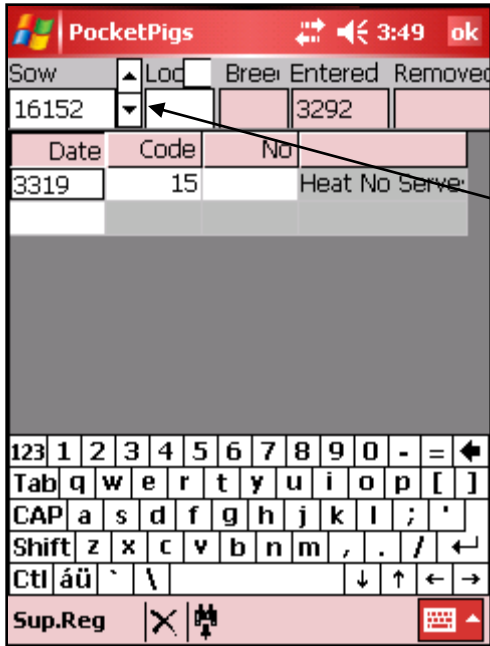 PocketPigs 3:49 ok
Sow Loc Bree Entered Removed
16152 3292
Date Code No
3319 15 Heat No Serve
123 1 2 3 4 5 6 7 8 9 0 - =
Tab q w e r t y u i o p [ ]
CAP a s d f g h j k l ; '
Shift z x c v b n m , . /
Ctl áü ` \
Sup.Reg